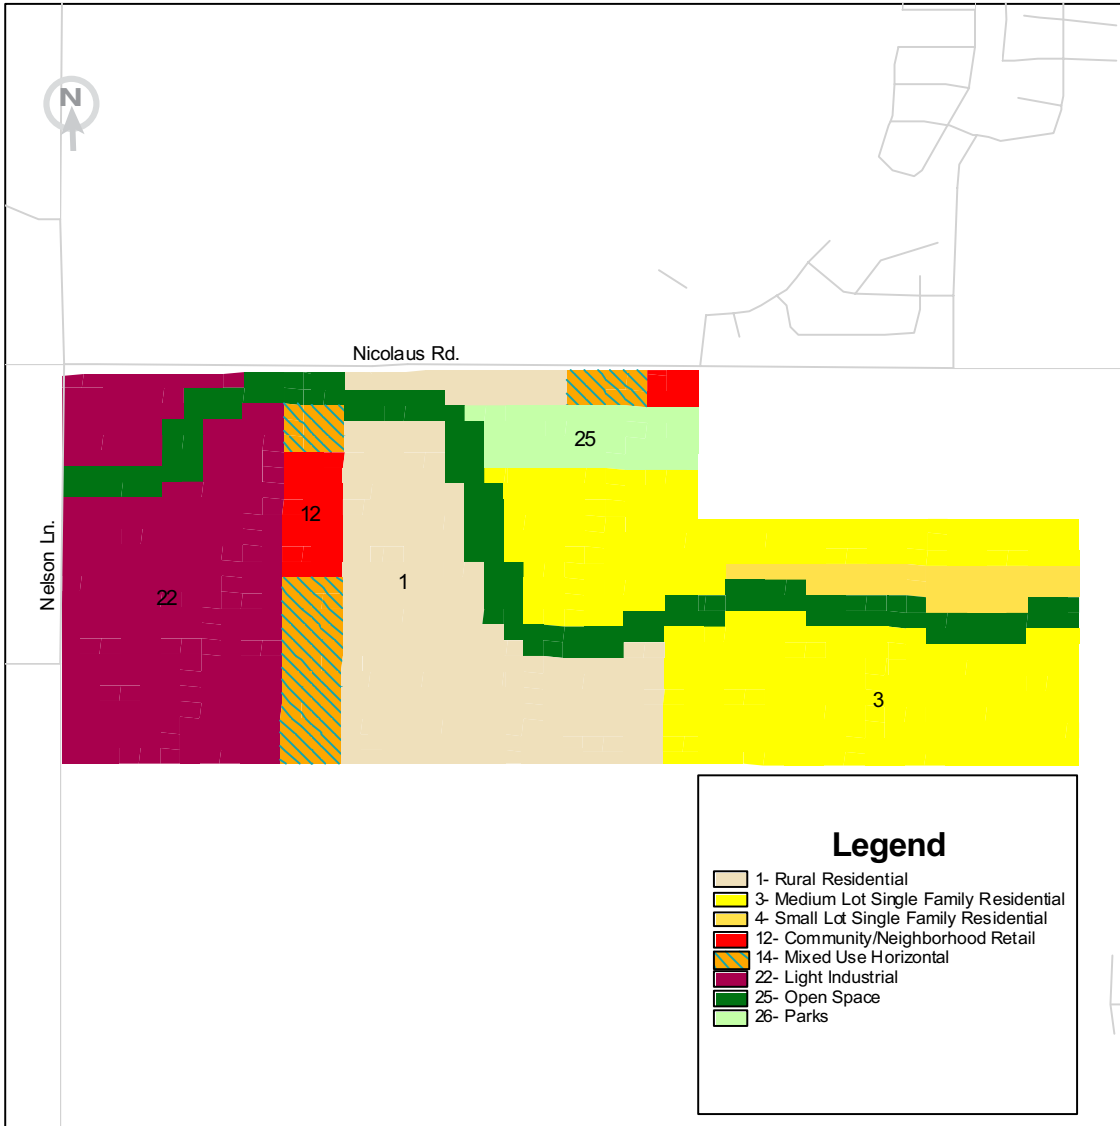 N
Nicolaus Rd.
25
12
1
Nelson Ln.
22
3
Legend
1- Rural Residential
3- Medium Lot Single Family Residential
4- Small Lot Single Family Residential
12- Community/Neighborhood Retail
14- Mixed Use Horizontal
22- Light Industrial
25- Open Space
26- Parks